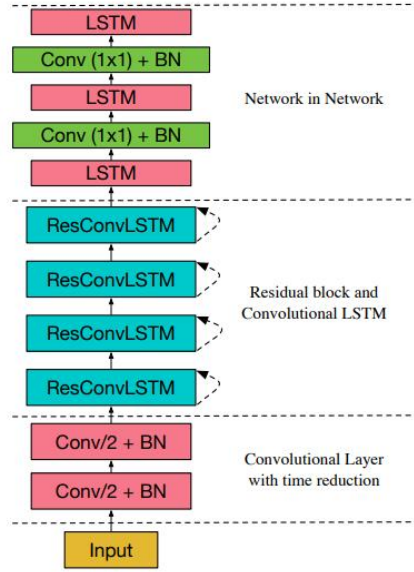 LSTM
Conv (1x1) + BN
LSTM
Network in Network
Conv (1x1) + BN
LSTM
ResConvLSTM
ResConvLSTM
Residual block and
Convolutional LSTM
ResConvLSTM
ResConvLSTM
Conv/2 + BN
Convolutional Layer
with time reduction
Conv/2 + BN
Input